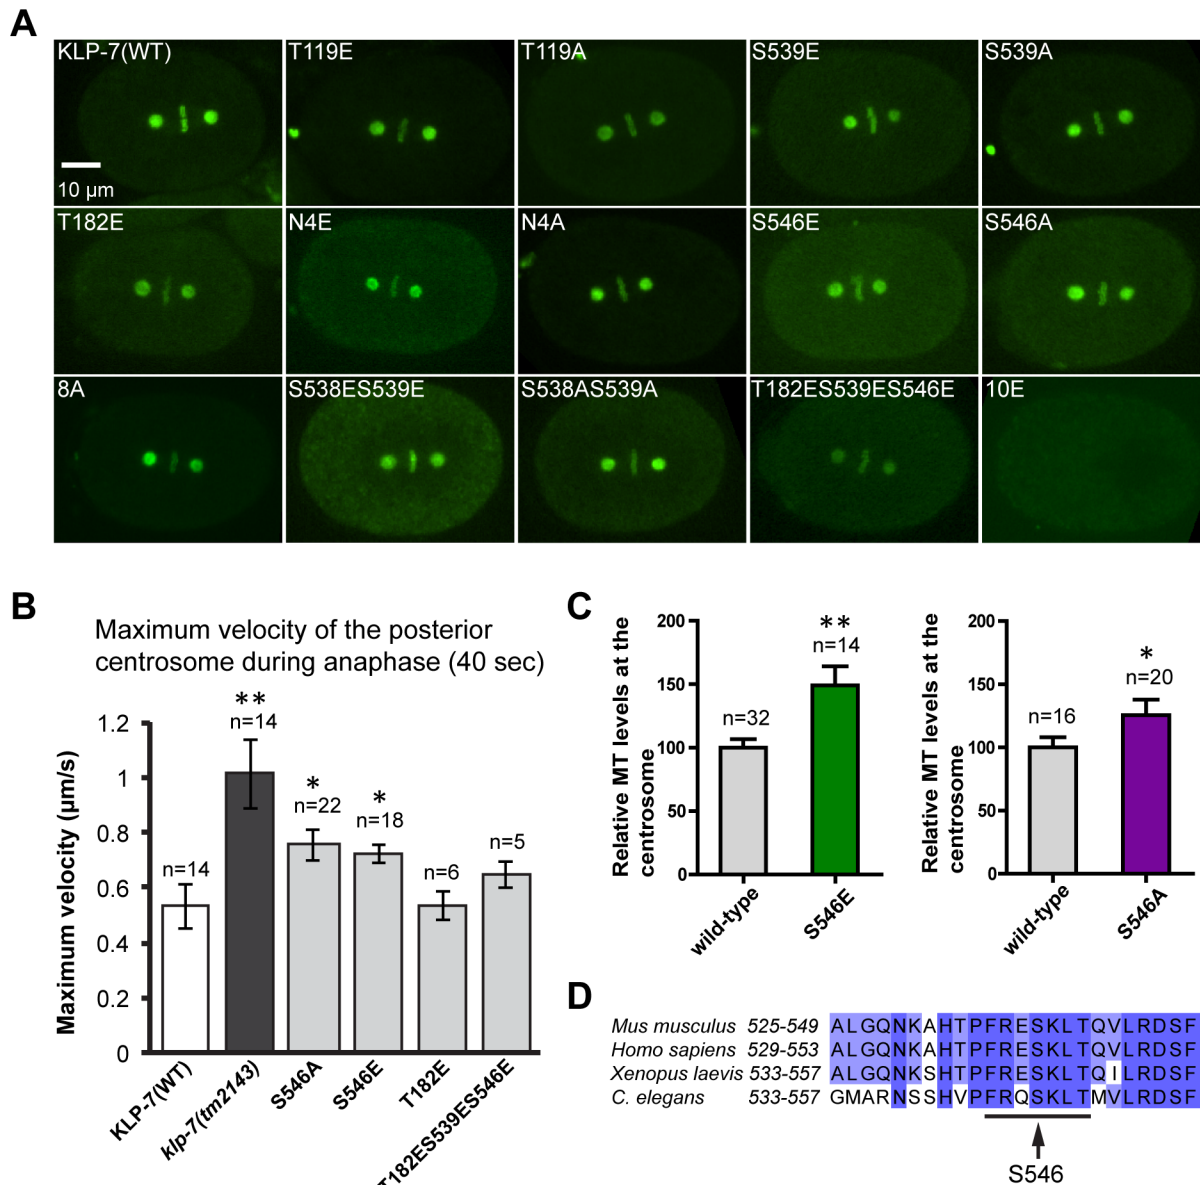 A
KLP-7(WT)
T119E
T119A
S539E
S539A
10 µm
T182E
N4E
N4A
S546E
S546A
8A
S538ES539E
S538AS539A
T182ES539ES546E
10E
B
Maximum velocity of the posterior
centrosome during anaphase (40 sec)
Maximum velocity (µm/s)
1.2
1
0.8
0.6
0.4
0.2
0
n=14
**
n=14
*
n=22
*
n=18
n=6
n=5
KLP-7(WT)
klp-7(tm2143)
S546A
S546E
T182E
T182ES539ES546E
C
Relative MT levels at the
centrosome
200
150
100
50
0
n=32
**
n=14
wild-type
S546E
Relative MT levels at the
centrosome
200
150
100
50
0
n=16
*
n=20
wild-type
S546A
D
Mus musculus 525-549 ALGQNKAHTPFRESKLTQVLRDSF
Homo sapiens 529-553 ALGQNKAHTPFRESKLTQVLRDSF
Xenopus laevis 533-557 ALGQNKSHTPFRESKLTQILRDSF
C. elegans 533-557 GMARNSSHVPFRQSKLTMVLRDSF
S546